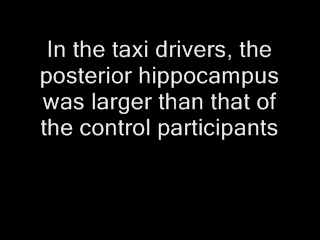 In the taxi drivers, the
posterior hippocampus
was larger than that of
the control participants